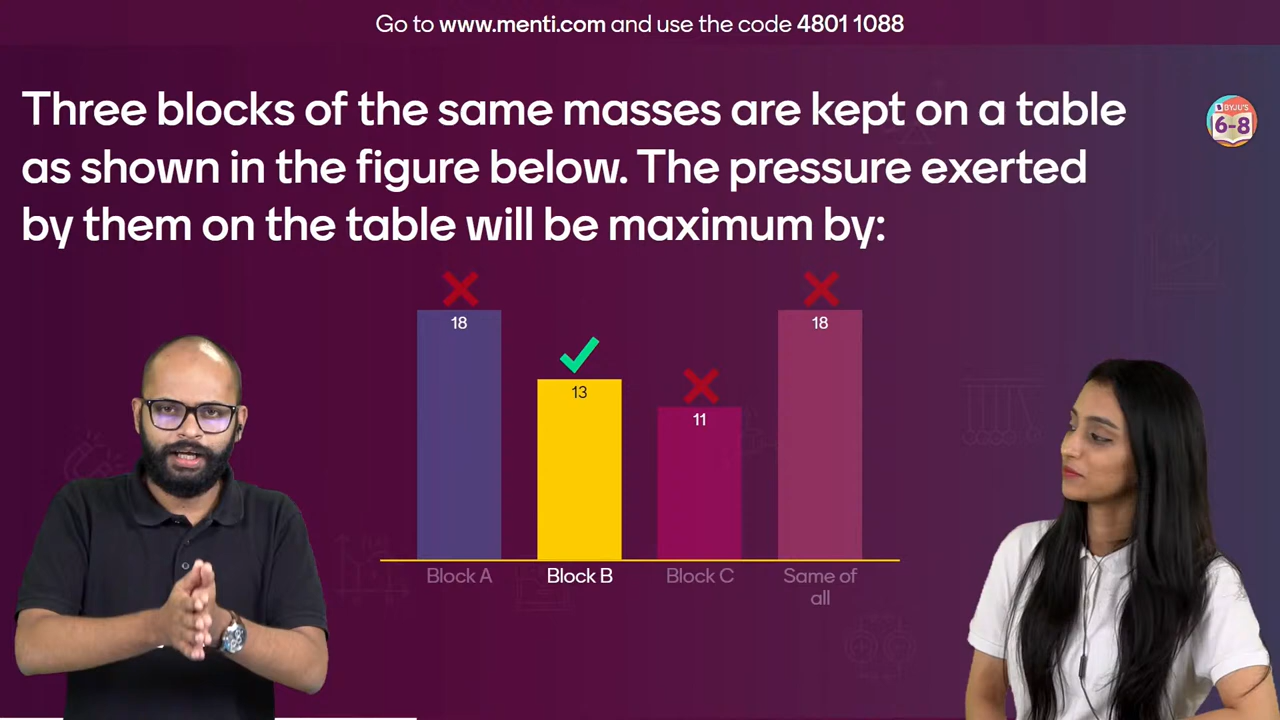 Go to www.menti.com and use the code 4801 1088
Three blocks of the same masses are kept on a table
as shown in the figure below. The pressure exerted
by them on the table will be maximum by:
BYJU'S
6-8
18
13
11
18
Block A
Block B
Block C
Same of
all